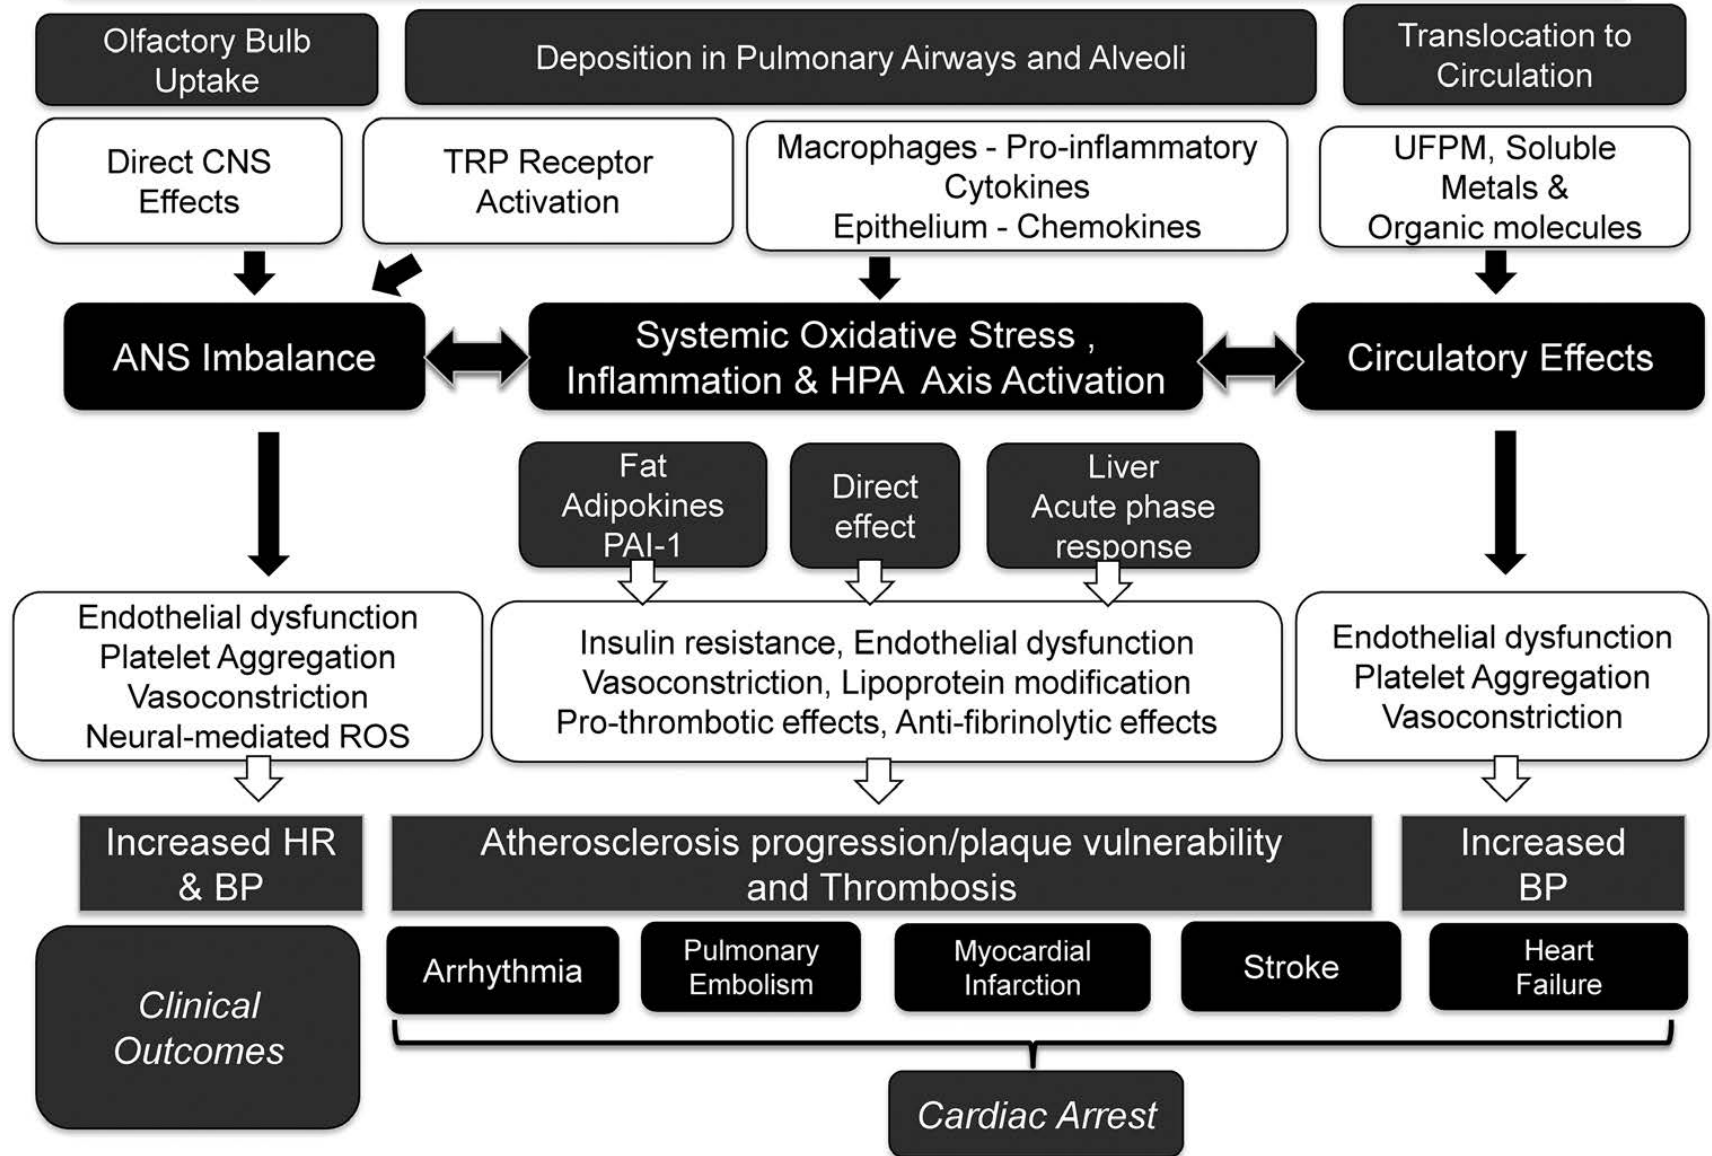 Olfactory Bulb
Uptake
Deposition in Pulmonary Airways and Alveoli
Translocation to
Circulation
Direct CNS
Effects
TRP Receptor
Activation
Macrophages - Pro-inflammatory
Cytokines
Epithelium - Chemokines
UFPM, Soluble
Metals &
Organic molecules
ANS Imbalance
Systemic Oxidative Stress ,
Inflammation & HPA Axis Activation
Circulatory Effects
Fat
Adipokines
PAI-1
Direct
effect
Liver
Acute phase
response
Endothelial dysfunction
Platelet Aggregation
Vasoconstriction
Neural-mediated ROS
Insulin resistance, Endothelial dysfunction
Vasoconstriction, Lipoprotein modification
Pro-thrombotic effects, Anti-fibrinolytic effects
Endothelial dysfunction
Platelet Aggregation
Vasoconstriction
Increased HR
& BP
Atherosclerosis progression/plaque vulnerability
and Thrombosis
Increased
BP
Clinical
Outcomes
Arrhythmia
Pulmonary
Embolism
Myocardial
Infarction
Stroke
Heart
Failure
Cardiac Arrest